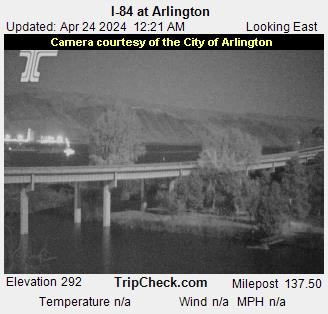 I-84 at Arlington
Updated: Apr 24 2024 12:21 AM Looking East
Camera courtesy of the City of Arlington
Elevation 292 TripCheck.com Milepost 137.50
Temperature n/a Wind n/a MPH n/a